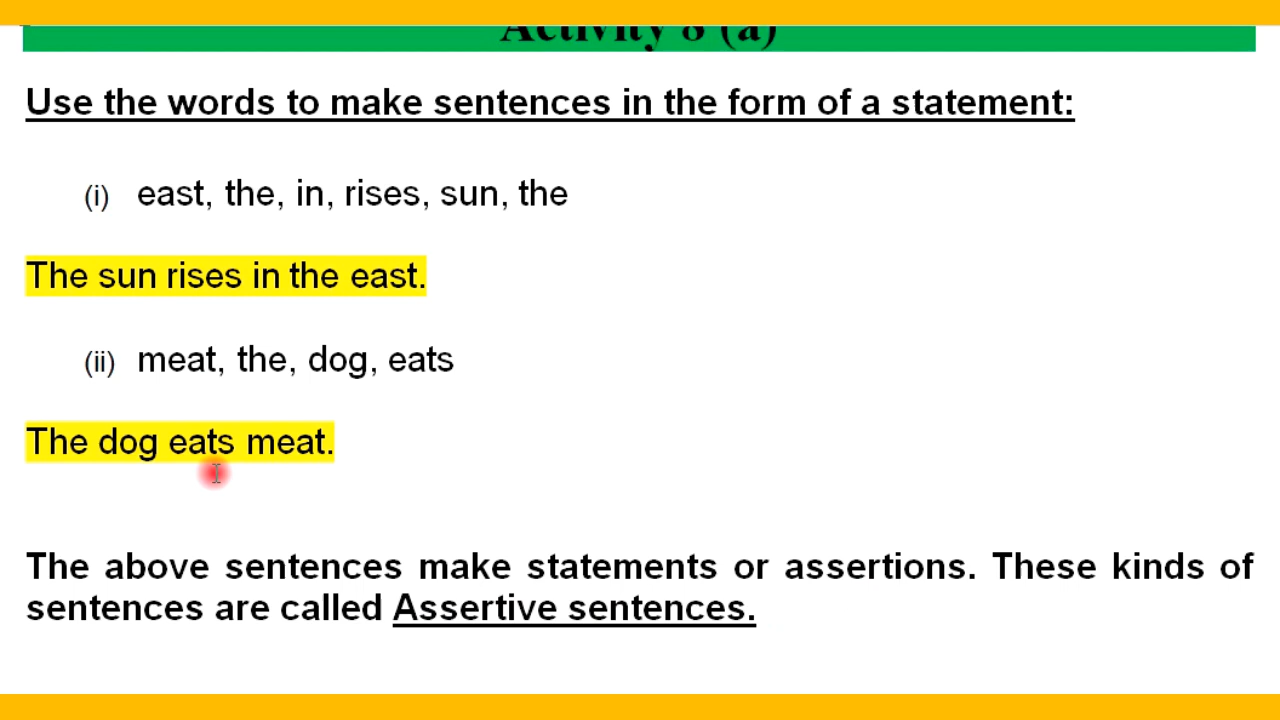 Activity 8 (a)
Use the words to make sentences in the form of a statement:
(i) east, the, in, rises, sun, the
The sun rises in the east.
(ii) meat, the, dog, eats
The dog eats meat.
The above sentences make statements or assertions. These kinds of
sentences are called Assertive sentences.